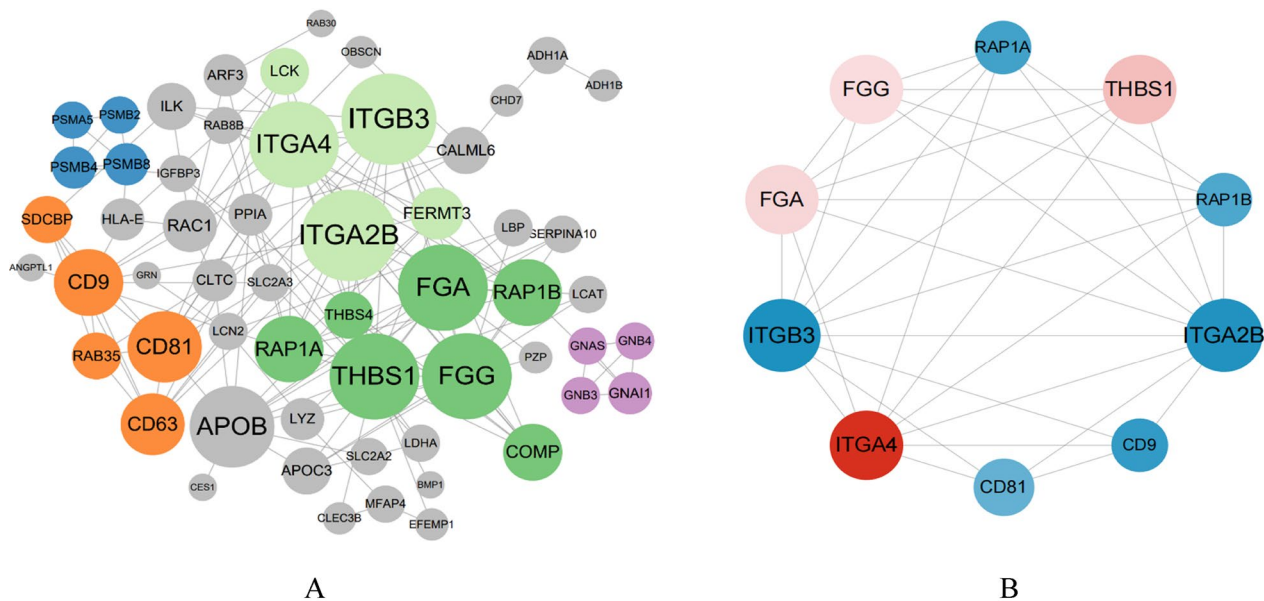 RAB30
OBSCN
LCK
ARF3
ADH1A
ADH1B
CHD7
ILK
ITGB3
PSMA5
PSMB2
RAB8B
ITGA4
CALML6
PSMB4
PSMB8
IGFBP3
SDCBP
HLA-E
RAC1
PPIA
FERMT3
ITGA2B
LBP
SERPINA10
ANGPTL1
CD9
GRN
CLTC
SLC2A3
FGA
RAP1B
LCAT
THBS4
LCN2
RAB35
CD81
RAP1A
GNAS
GNB4
PZP
THBS1
FGG
GNB3
GNAI1
CD63
APOB
LYZ
LDHA
COMP
SLC2A2
APOC3
CES1
BMP1
MFAP4
CLEC3B
EFEMP1
A
RAP1A
FGG
THBS1
FGA
RAP1B
ITGB3
ITGA2B
ITGA4
CD9
CD81
B